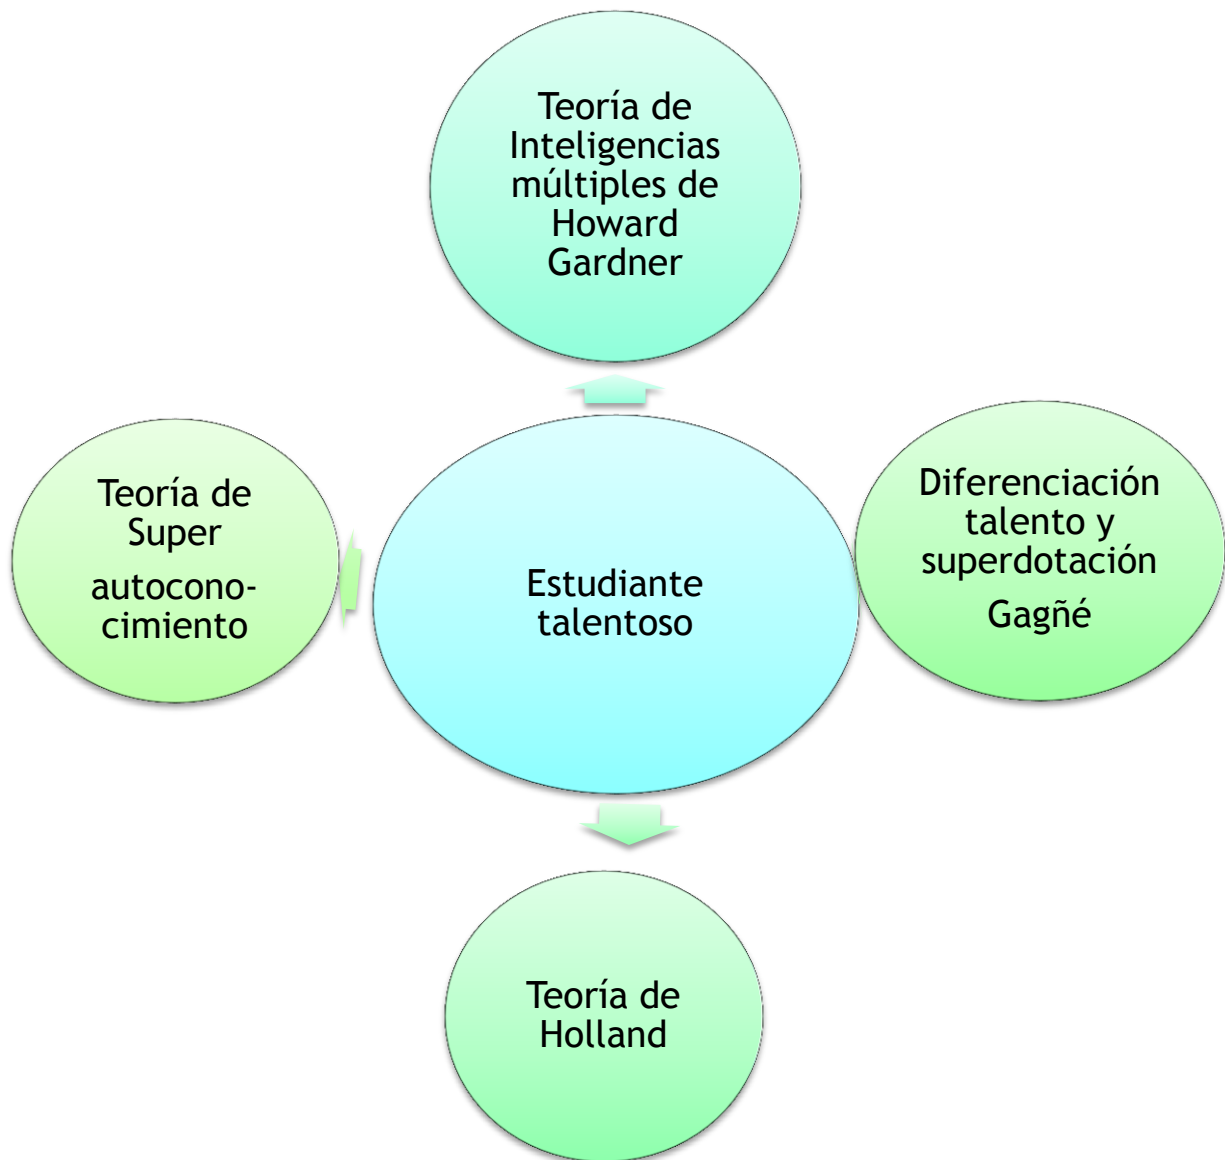 Teoría de
Inteligencias
múltiples de
Howard
Gardner
Teoría de
Super
autocono-
cimiento
Estudiante
talentoso
Diferenciación
talento y
superdotación
Gagñé
Teoría de
Holland